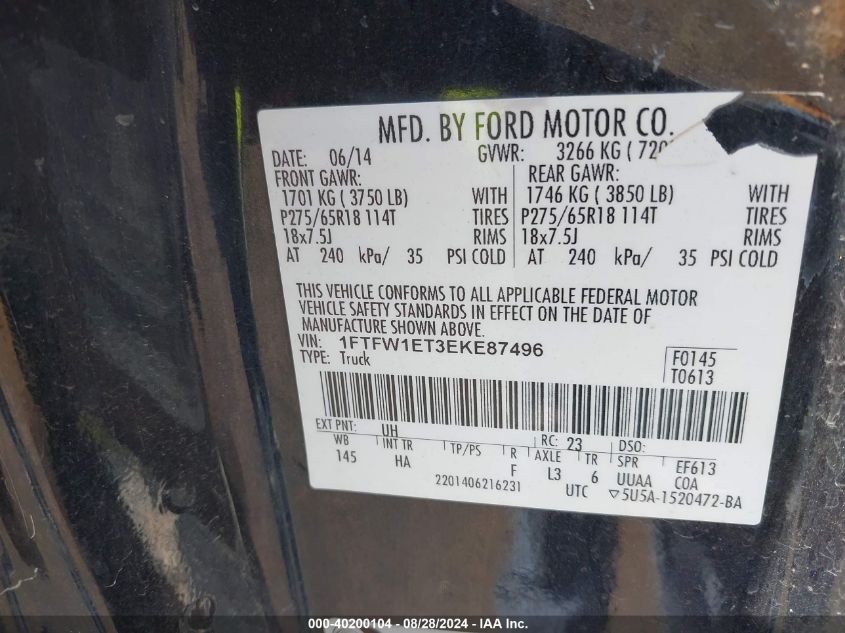 MFD. BY FORD MOTOR CO.
DATE: 06/14 GVWR: 3266 KG ( 720
FRONT GAWR: REAR GAWR:
1701 KG ( 3750 LB) WITH 1746 KG ( 3850 LB) WITH
P275/65R18 114T TIRES P275/65R18 114T TIRES
18x7.5J RIMS 18x7.5J RIMS
AT 240 kPa/ 35 PSI COLD AT 240 kPa/ 35 PSI COLD
THIS VEHICLE CONFORMS TO ALL APPLICABLE FEDERAL MOTOR
VEHICLE SAFETY STANDARDS IN EFFECT ON THE DATE OF
MANUFACTURE SHOWN ABOVE.
VIN: 1FTFW1ET3EKE87496 F0145
TYPE: Truck T0613
EXT PNT: UH RC: 23 DSO:
WB INT TR TP/PS R AXLE TR SPR EF613
145 HA F L3 6 UUAA COA
2201406216231 UTC ▽5U5A-1520472-BA
000-40200104 - 08/28/2024 - IAA Inc.